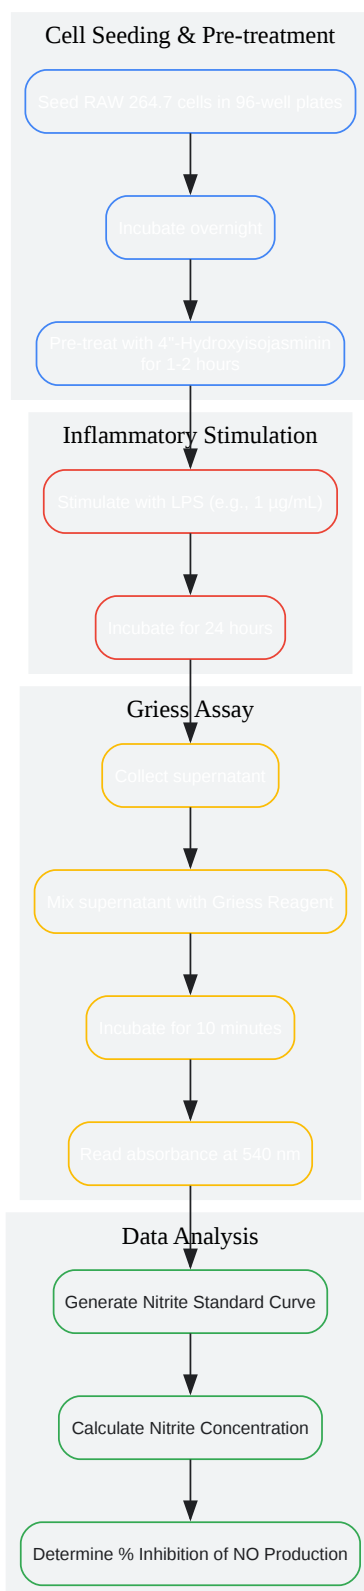 Cell Seeding & Pre-treatment
Seed RAW 264.7 cells in 96-well plates
Incubate overnight
Pre-treat with 4''-Hydroxyisojasminin
for 1-2 hours
Inflammatory Stimulation
Stimulate with LPS (e.g., 1 µg/mL)
Incubate for 24 hours
Griess Assay
Collect supernatant
Mix supernatant with Griess Reagent
Incubate for 10 minutes
Read absorbance at 540 nm
Data Analysis
Generate Nitrite Standard Curve
Calculate Nitrite Concentration
Determine % Inhibition of NO Production